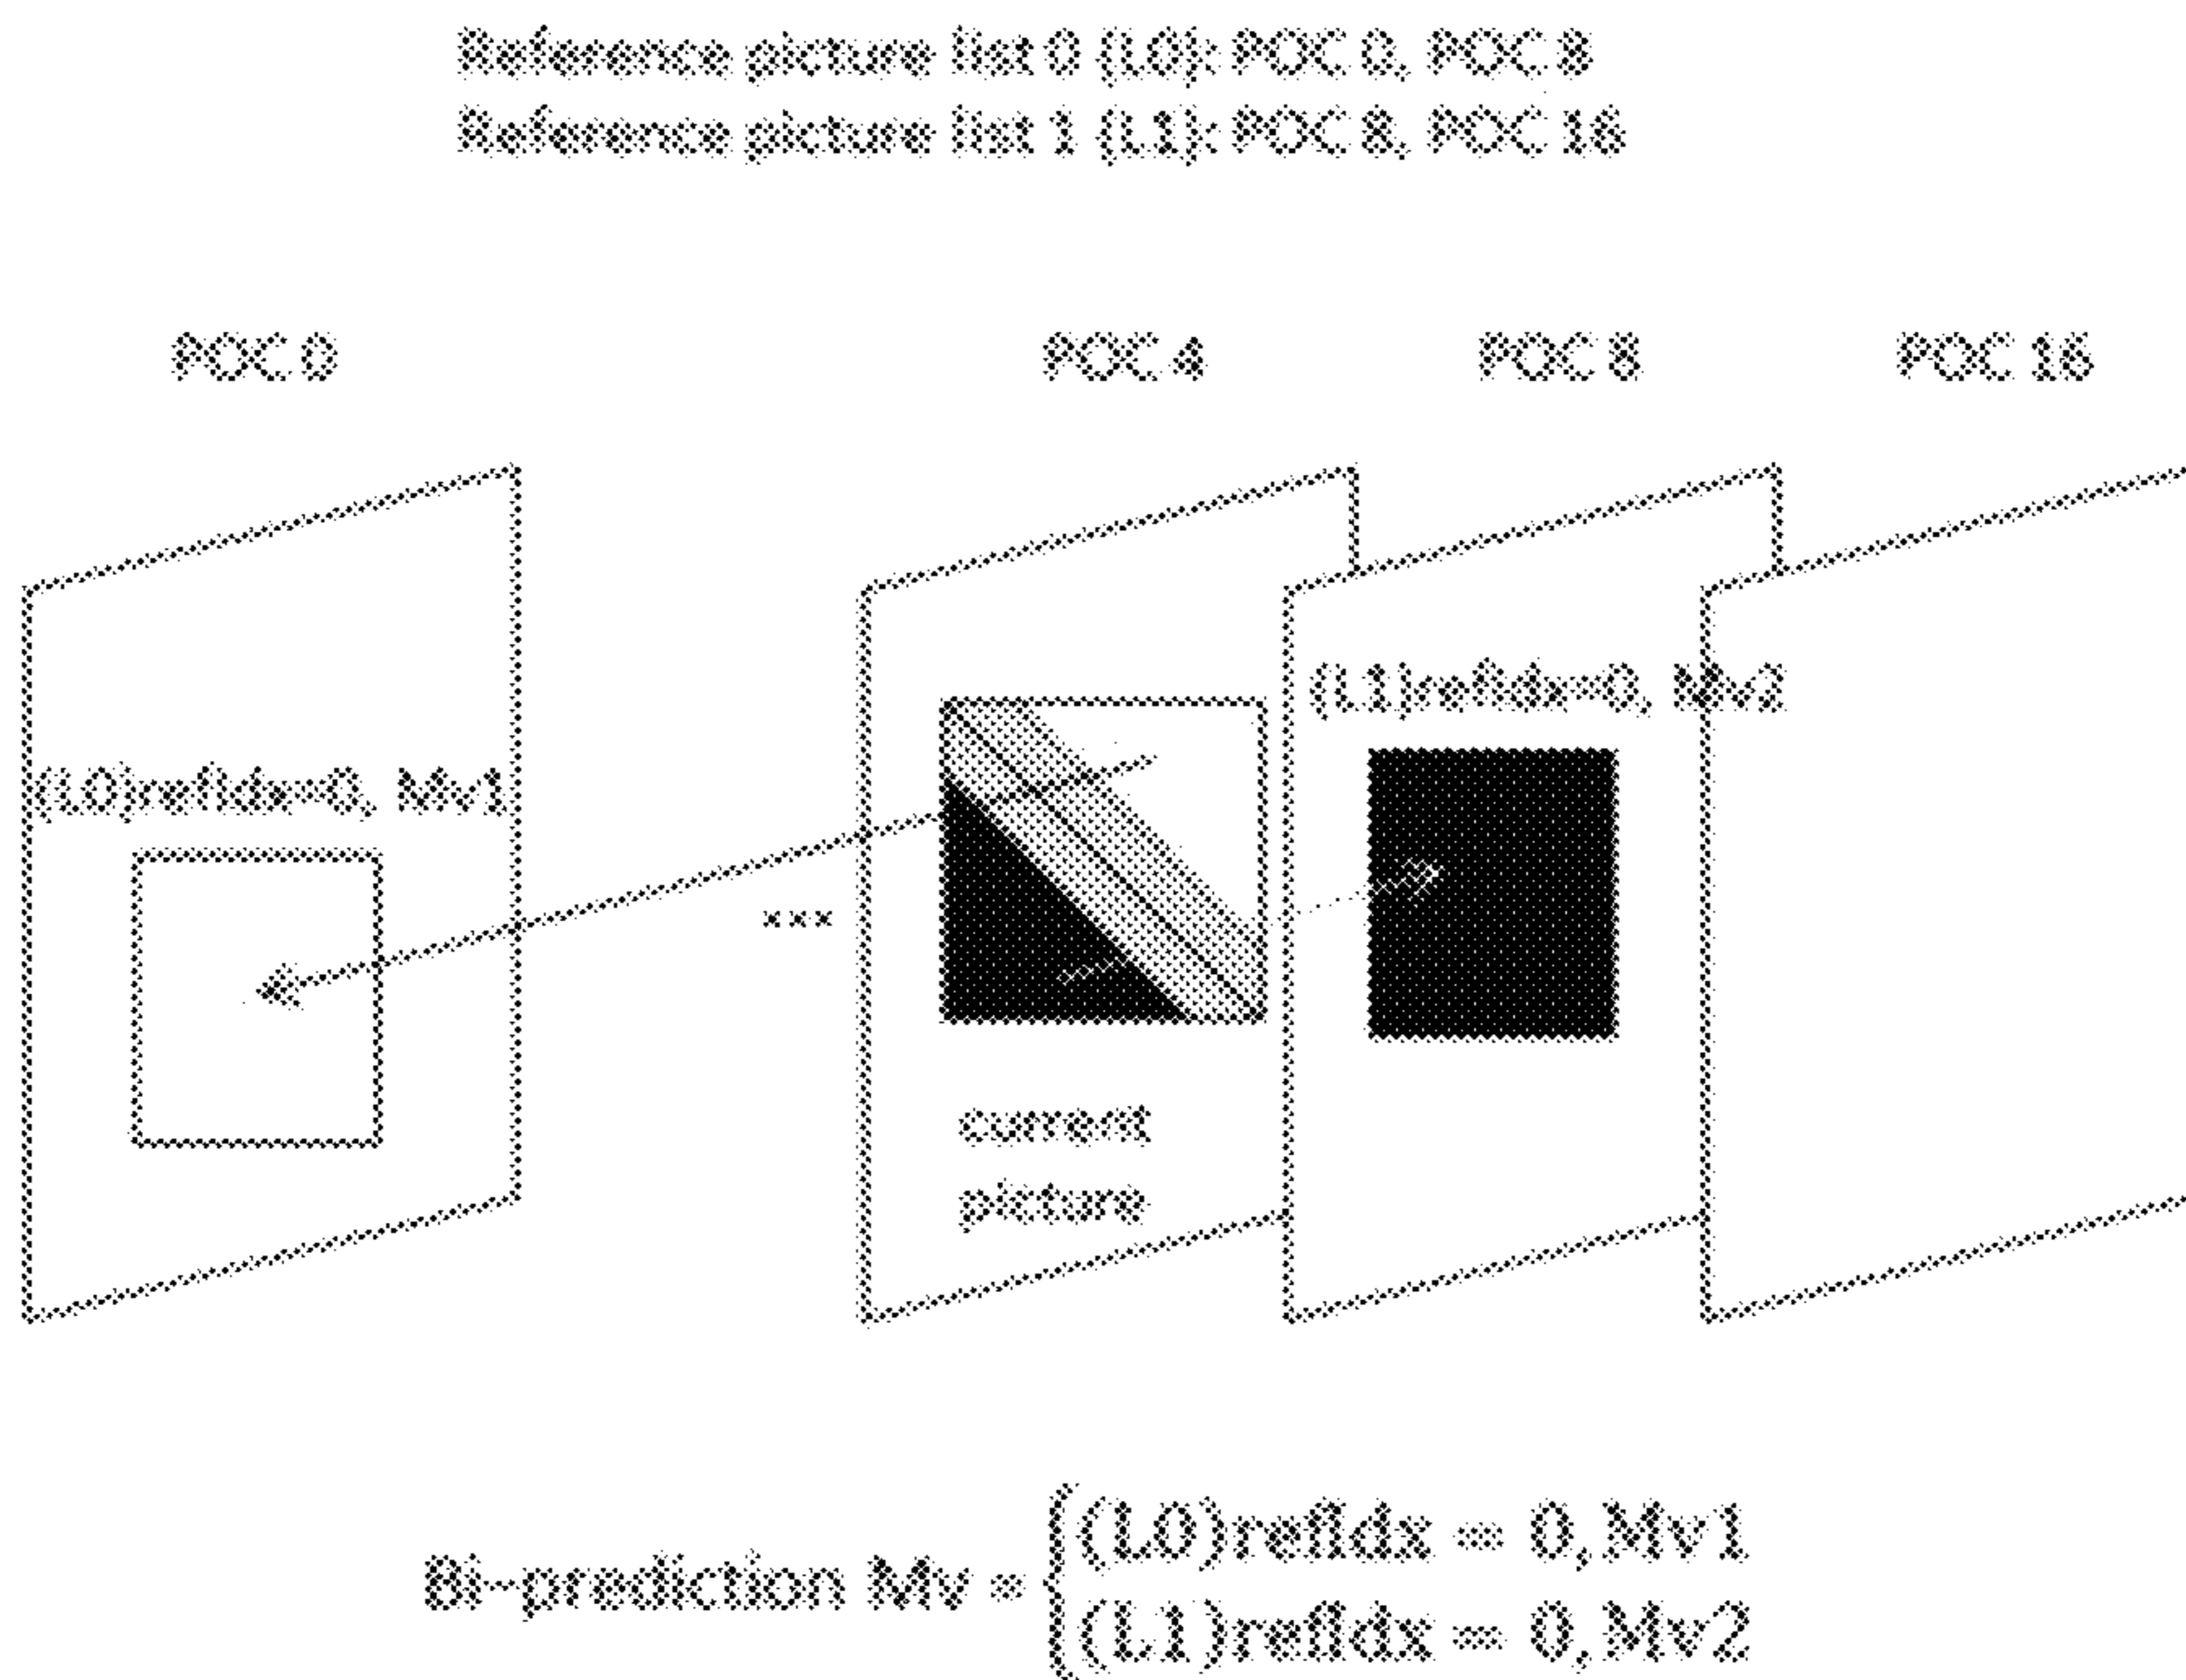 Reference picture list 0 (L0): POC 0, POC 8
Reference picture list 1 (L1): POC 8, POC 16
POC 0
POC 4
POC 8
POC 16
(L1)refIdx=0, Mv2
(L0)refIdx=0, Mv1
...
current
picture
Bi-prediction Mv = {(L0)refIdx = 0, Mv1
(L1)refIdx = 0, Mv2